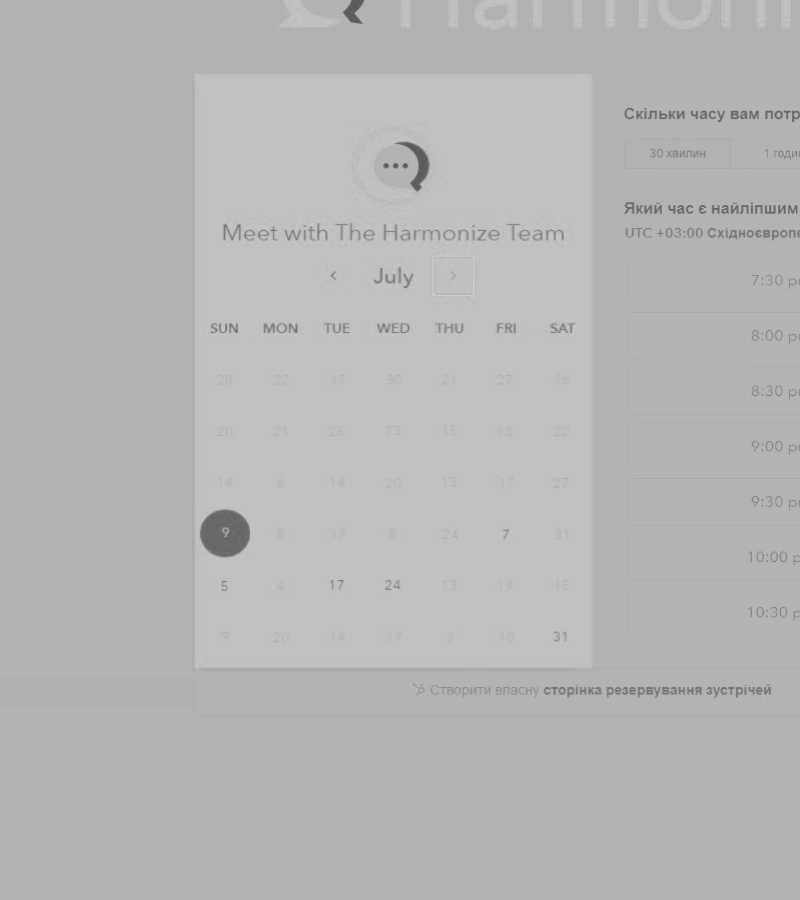 Harmoni
Meet with The Harmonize Team
July
SUN MON TUE WED THU FRI SAT
28 22 17 30 21 27 16
20 21 25 13 15 18 22
14 6 14 20 13 17 27
9 5 17 5 24 7 31
5 4 17 24 13 19 15
9 20 14 17 3 10 31
Скільки часу вам потр
30 хвилин 1 годин
Який час є найліпшим
UTC +03:00 Східноєвропе
7:30 p
8:00 p
8:30 p
9:00 p
9:30 p
10:00 p
10:30 p
Створити власну сторінка резервування зустрічей